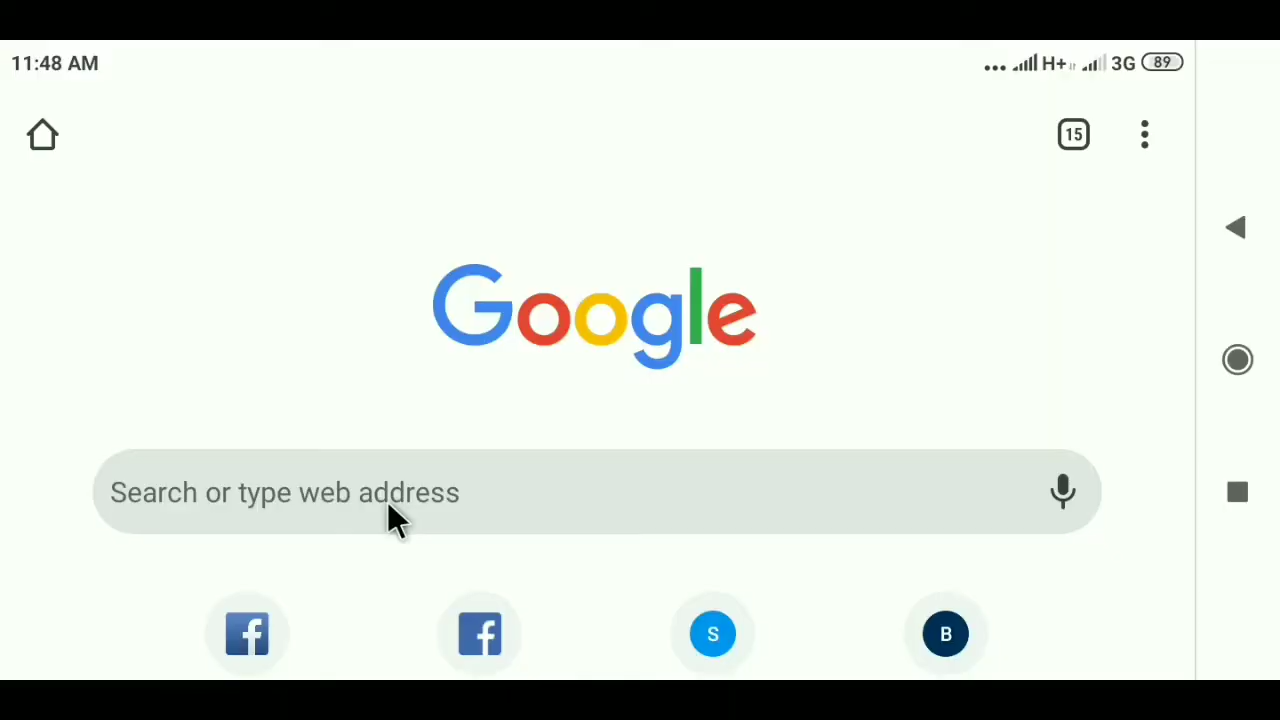 11:48 AM
... H+ 3G 89
15
Google
Search or type web address
f f S B